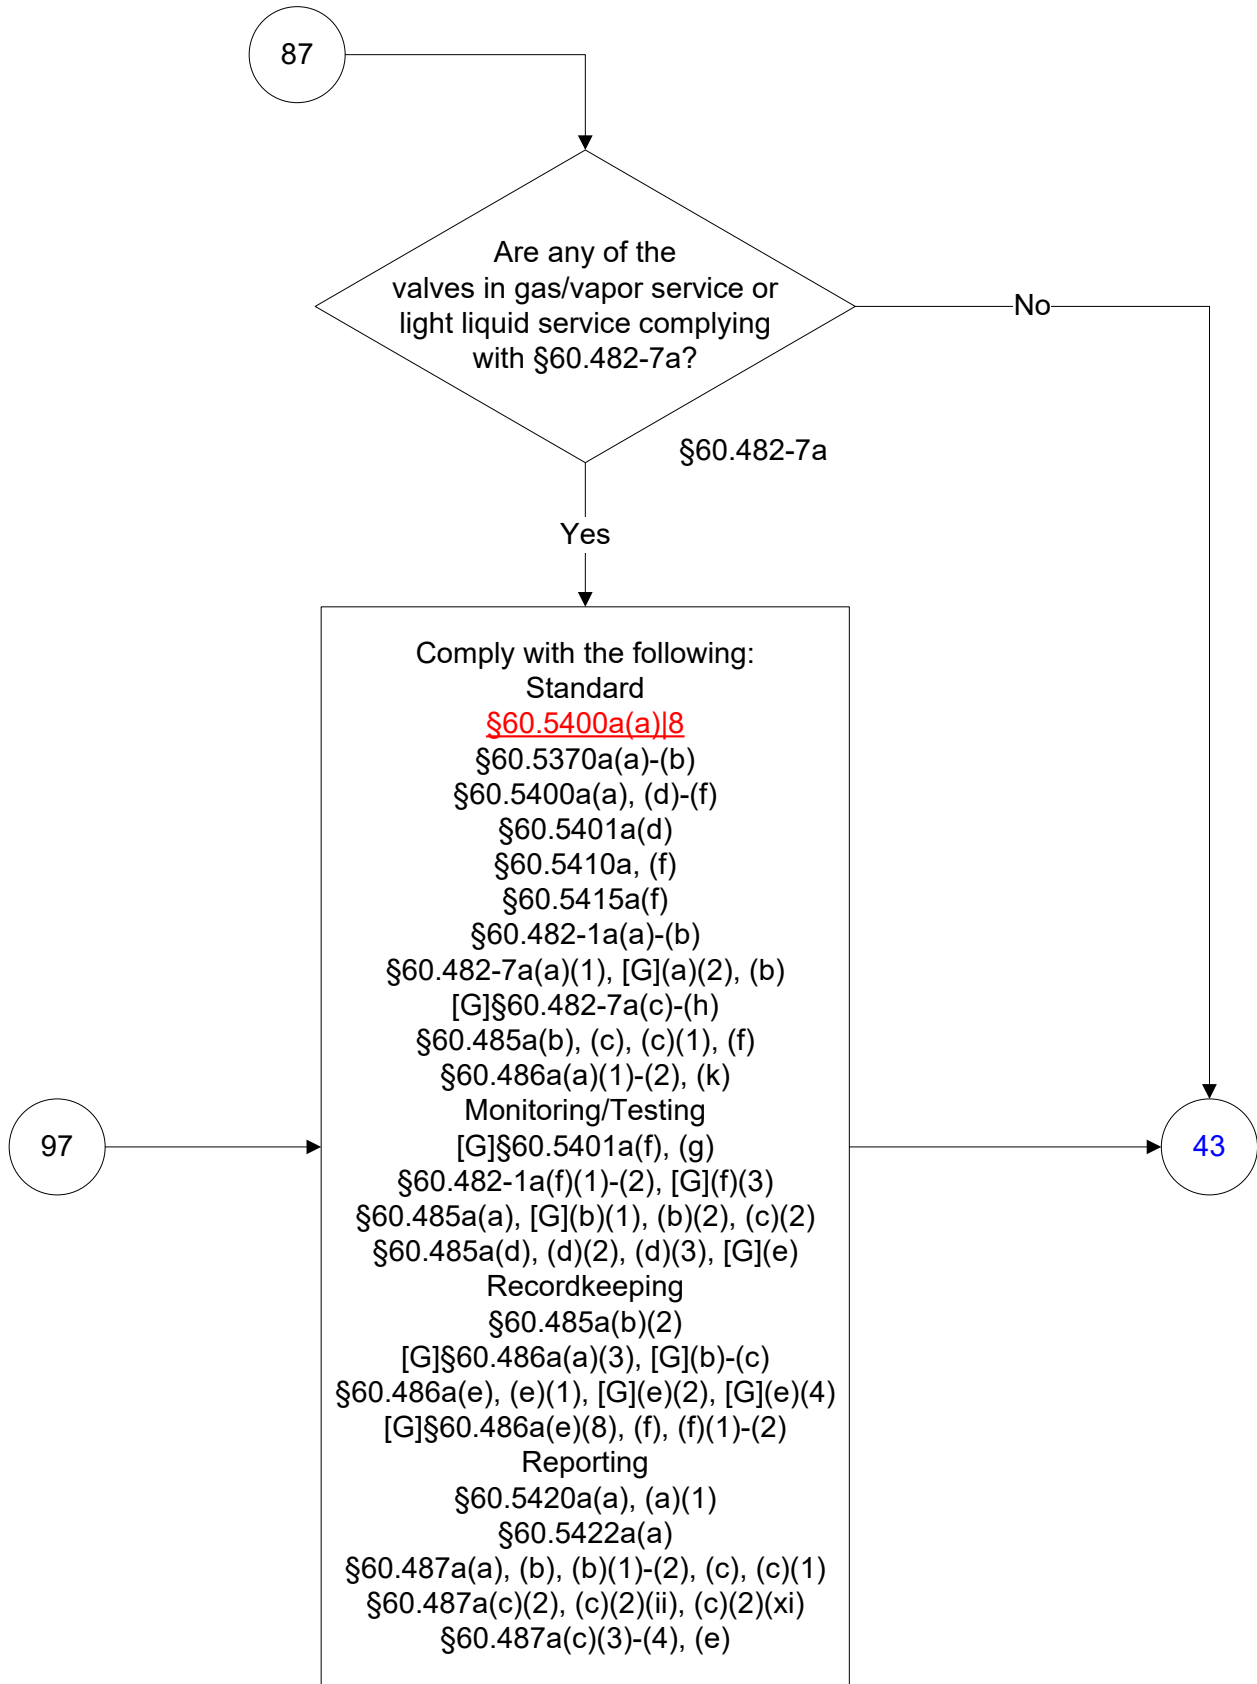 87
Are any of the
valves in gas/vapor service or
light liquid service complying
with §60.482-7a?
No
§60.482-7a
Yes
Comply with the following:
Standard
§60.5400a(a)|8
§60.5370a(a)-(b)
§60.5400a(a), (d)-(f)
§60.5401a(d)
§60.5410a, (f)
§60.5415a(f)
§60.482-1a(a)-(b)
§60.482-7a(a)(1), [G](a)(2), (b)
[G]§60.482-7a(c)-(h)
§60.485a(b), (c), (c)(1), (f)
§60.486a(a)(1)-(2), (k)
Monitoring/Testing
[G]§60.5401a(f), (g)
§60.482-1a(f)(1)-(2), [G](f)(3)
§60.485a(a), [G](b)(1), (b)(2), (c)(2)
§60.485a(d), (d)(2), (d)(3), [G](e)
Recordkeeping
§60.485a(b)(2)
[G]§60.486a(a)(3), [G](b)-(c)
§60.486a(e), (e)(1), [G](e)(2), [G](e)(4)
[G]§60.486a(e)(8), (f), (f)(1)-(2)
Reporting
§60.5420a(a), (a)(1)
§60.5422a(a)
§60.487a(a), (b), (b)(1)-(2), (c), (c)(1)
§60.487a(c)(2), (c)(2)(ii), (c)(2)(xi)
§60.487a(c)(3)-(4), (e)
97
43